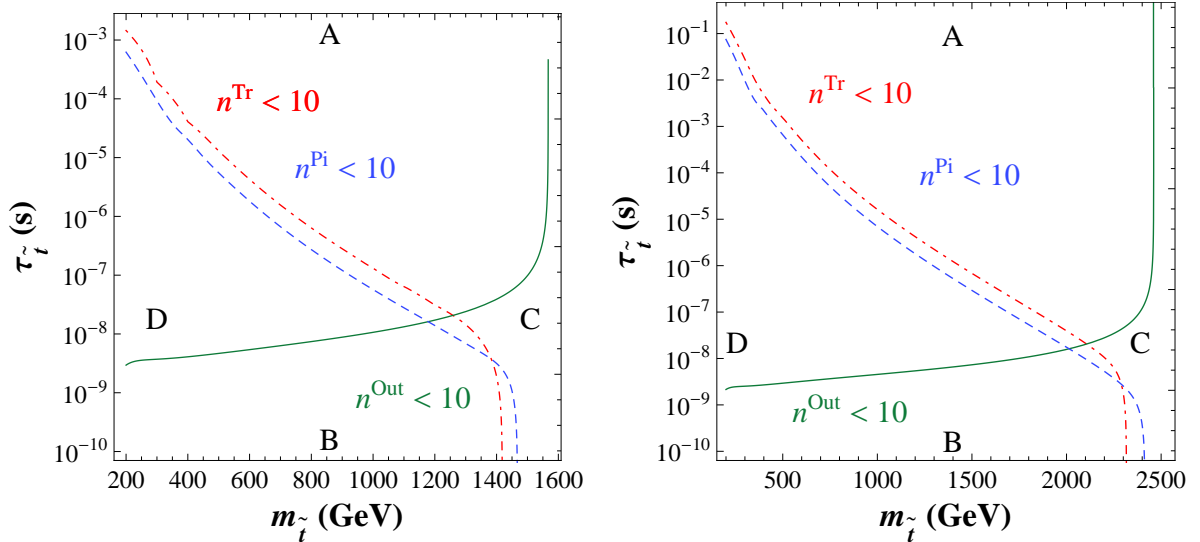 A
n^Tr < 10
n^Pi < 10
D
C
n^Out < 10
B
10^−3
10^−4
10^−5
10^−6
10^−7
10^−8
10^−9
10^−10
τ_t̃ (s)
200 400 600 800 1000 1200 1400 1600
m_t̃ (GeV)
A
n^Tr < 10
n^Pi < 10
D
C
n^Out < 10
B
10^−1
10^−2
10^−3
10^−4
10^−5
10^−6
10^−7
10^−8
10^−9
10^−10
τ_t̃ (s)
500 1000 1500 2000 2500
m_t̃ (GeV)